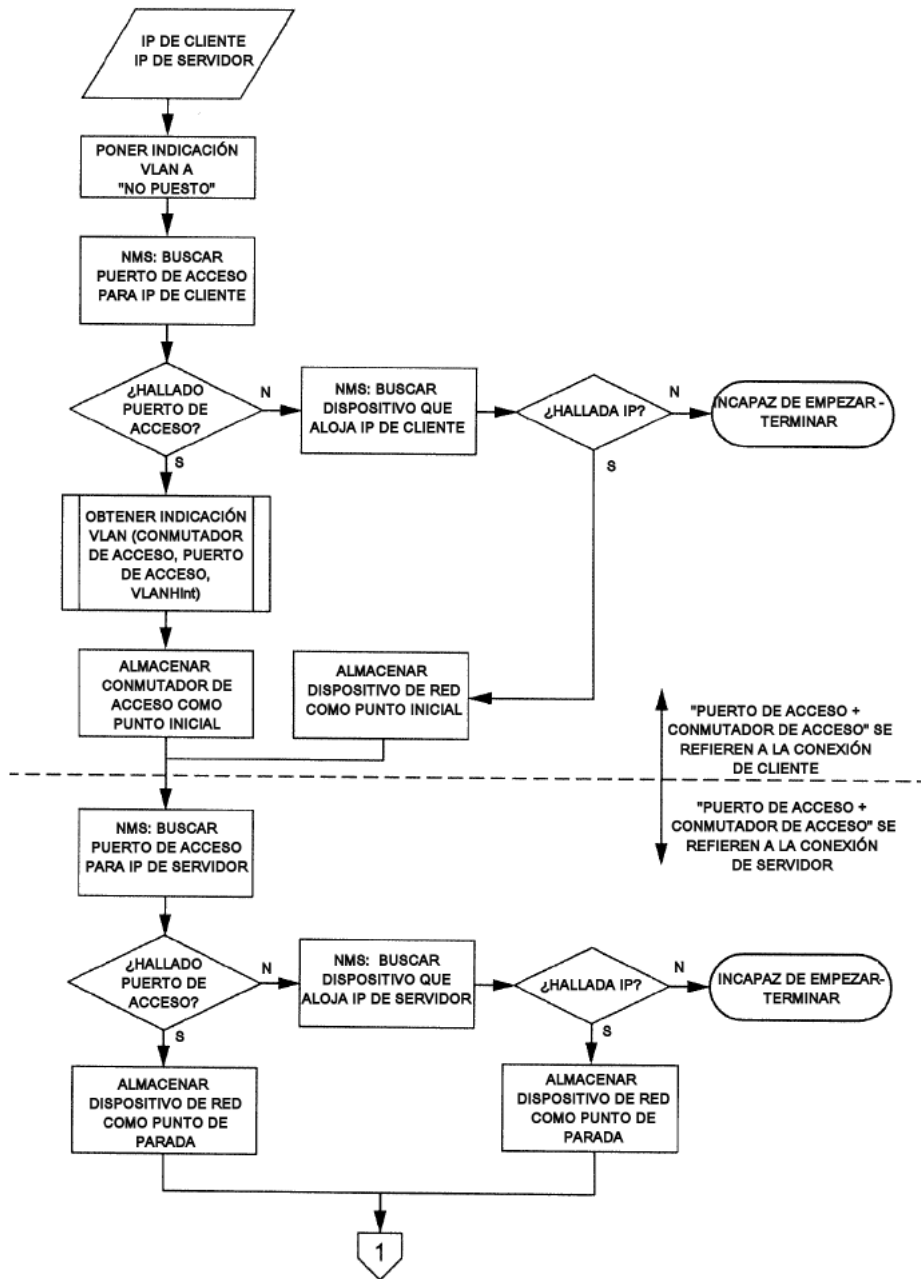 IP DE CLIENTE
IP DE SERVIDOR
PONER INDICACIÓN
VLAN A
"NO PUESTO"
NMS: BUSCAR
PUERTO DE ACCESO
PARA IP DE CLIENTE
¿HALLADO
PUERTO DE
ACCESO?
N
S
NMS: BUSCAR
DISPOSITIVO QUE
ALOJA IP DE CLIENTE
¿HALLADA IP?
N
S
INCAPAZ DE EMPEZAR -
TERMINAR
OBTENER INDICACIÓN
VLAN (CONMUTADOR
DE ACCESO, PUERTO
DE ACCESO,
VLANHInt)
ALMACENAR
CONMUTADOR DE
ACCESO COMO
PUNTO INICIAL
ALMACENAR
DISPOSITIVO DE RED
COMO PUNTO INICIAL
"PUERTO DE ACCESO +
CONMUTADOR DE ACCESO" SE
REFIEREN A LA CONEXIÓN
DE CLIENTE
"PUERTO DE ACCESO +
CONMUTADOR DE ACCESO" SE
REFIEREN A LA CONEXIÓN
DE SERVIDOR
NMS: BUSCAR
PUERTO DE ACCESO
PARA IP DE SERVIDOR
¿HALLADO
PUERTO DE
ACCESO?
N
S
NMS: BUSCAR
DISPOSITIVO QUE
ALOJA IP DE SERVIDOR
¿HALLADA IP?
N
S
INCAPAZ DE EMPEZAR-
TERMINAR
ALMACENAR
DISPOSITIVO DE RED
COMO PUNTO DE
PARADA
ALMACENAR
DISPOSITIVO DE RED
COMO PUNTO DE
PARADA
1